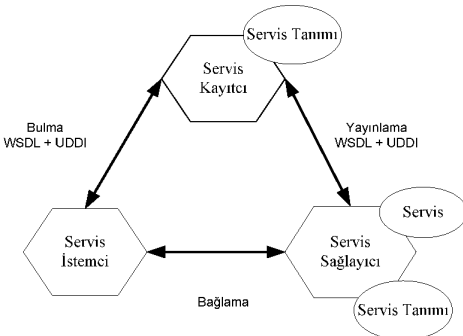 Servis Tanımı
Servis
Kayıtcı
Bulma
WSDL + UDDI
Yayınlama
WSDL + UDDI
Servis
Servis
İstemci
Servis
Sağlayıcı
Bağlama
Servis Tanımı